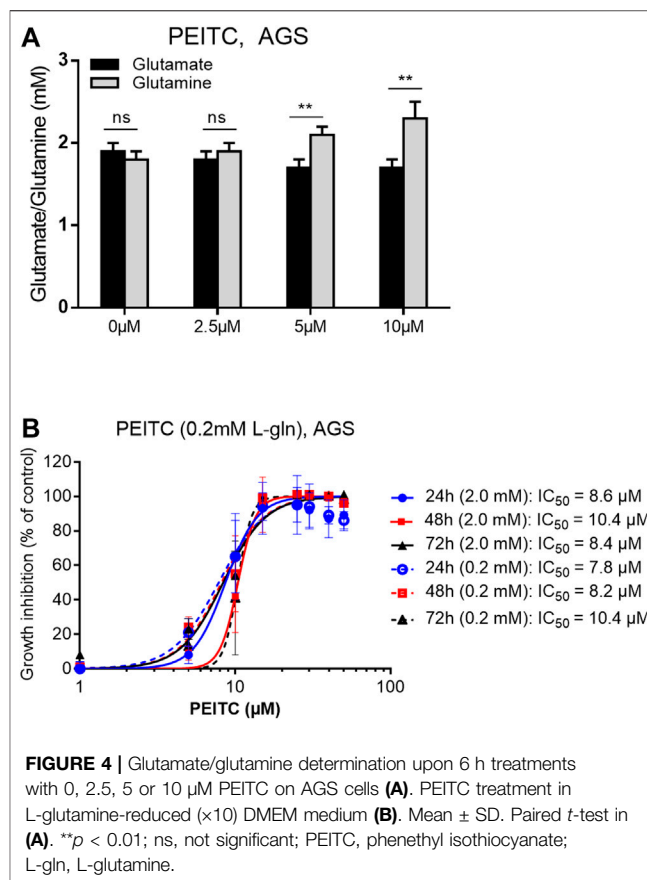 A
PEITC, AGS
Glutamate
Glutamine
Glutamate/Glutamine (mM)
3
2
1
0
ns
ns
**
**
0µM
2.5µM
5µM
10µM
B
PEITC (0.2mM L-gln), AGS
Growth inhibition (% of control)
120
100
80
60
40
20
0
1
10
100
PEITC (µM)
24h (2.0 mM): IC50 = 8.6 µM
48h (2.0 mM): IC50 = 10.4 µM
72h (2.0 mM): IC50 = 8.4 µM
24h (0.2 mM): IC50 = 7.8 µM
48h (0.2 mM): IC50 = 8.2 µM
72h (0.2 mM): IC50 = 10.4 µM
FIGURE 4 | Glutamate/glutamine determination upon 6 h treatments
with 0, 2.5, 5 or 10 µM PEITC on AGS cells (A). PEITC treatment in
L-glutamine-reduced (×10) DMEM medium (B). Mean ± SD. Paired t-test in
(A). **p < 0.01; ns, not significant; PEITC, phenethyl isothiocyanate;
L-gln, L-glutamine.